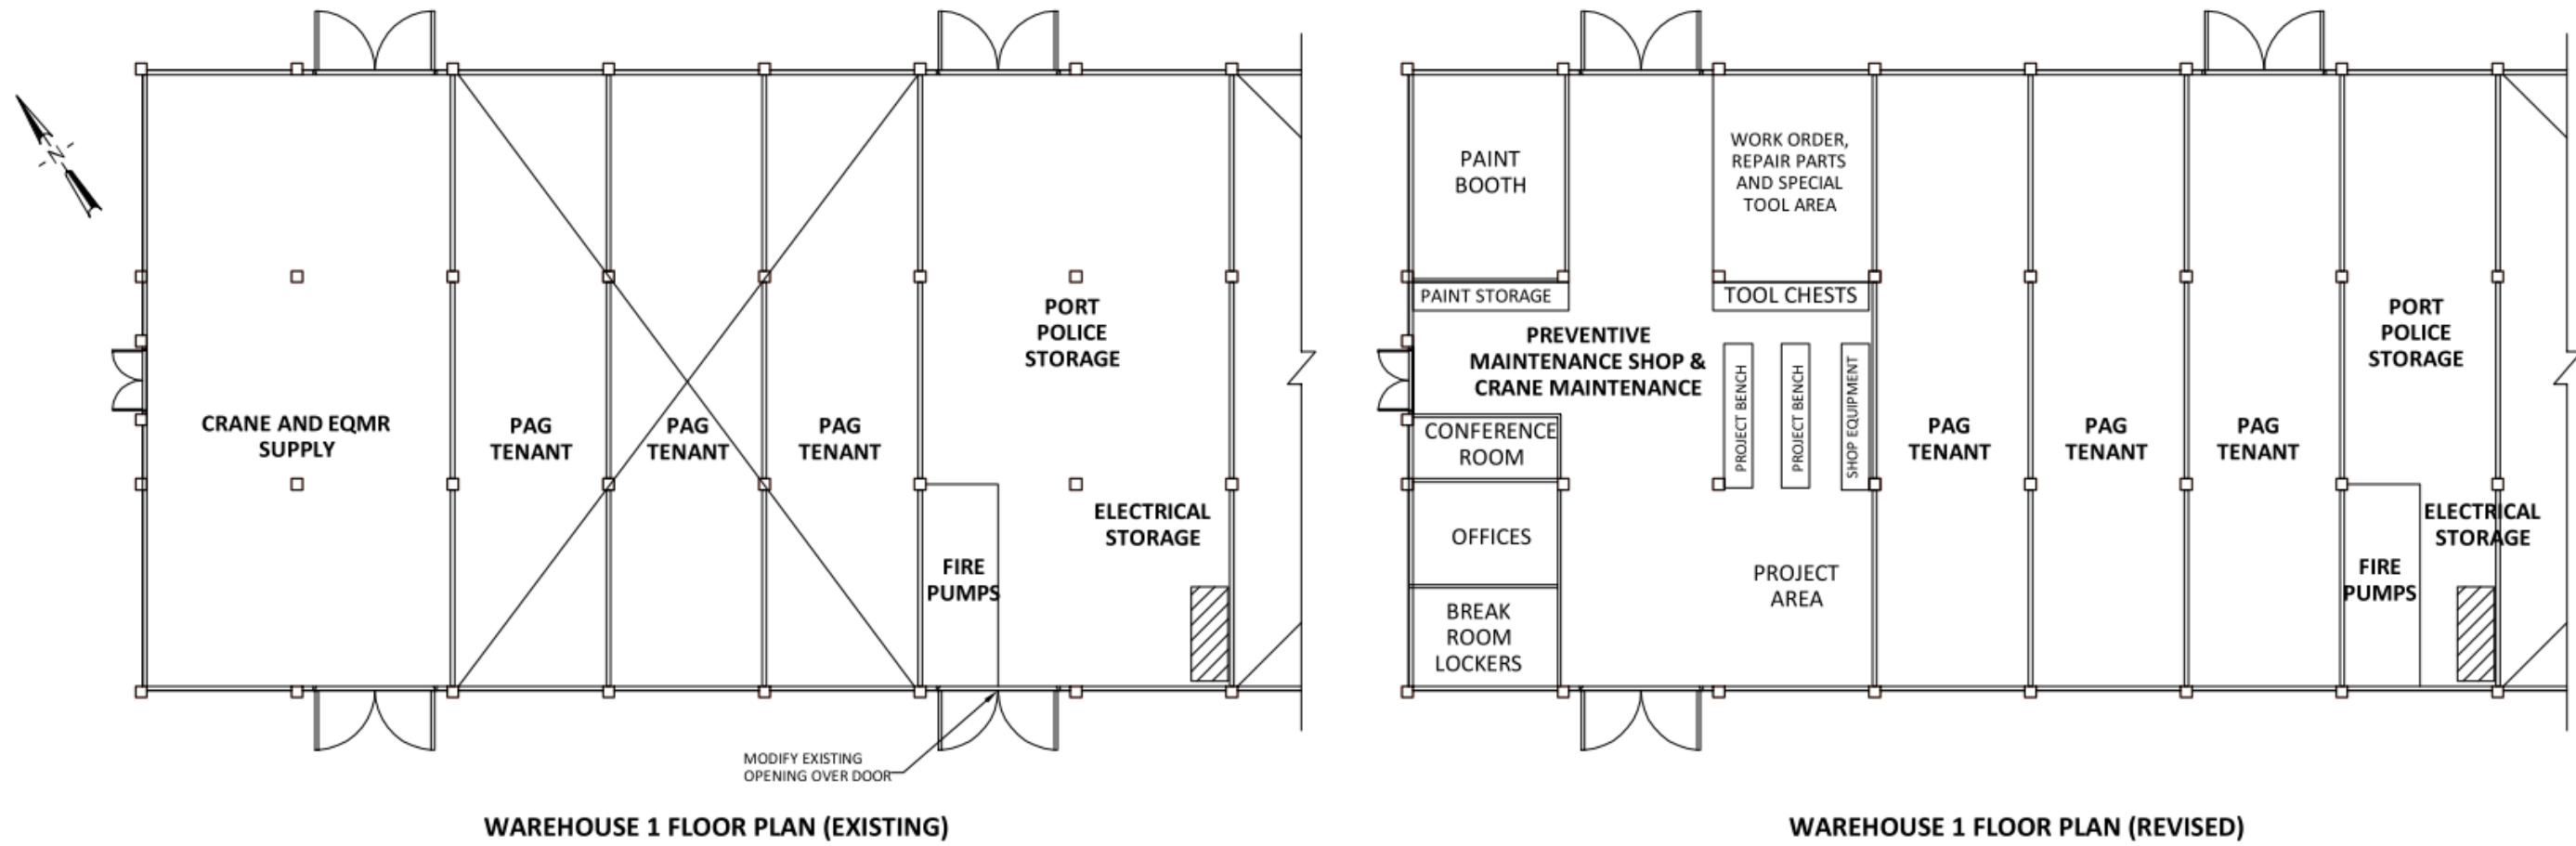 N
CRANE AND EQMR
SUPPLY
PAG
TENANT
PAG
TENANT
PAG
TENANT
PORT
POLICE
STORAGE
ELECTRICAL
STORAGE
FIRE
PUMPS
MODIFY EXISTING
OPENING OVER DOOR
WAREHOUSE 1 FLOOR PLAN (EXISTING)
PAINT
BOOTH
WORK ORDER,
REPAIR PARTS
AND SPECIAL
TOOL AREA
PAINT STORAGE
TOOL CHESTS
PREVENTIVE
MAINTENANCE SHOP &
CRANE MAINTENANCE
PROJECT BENCH
PROJECT BENCH
SHOP EQUIPMENT
CONFERENCE
ROOM
OFFICES
BREAK
ROOM
LOCKERS
PROJECT
AREA
PAG
TENANT
PAG
TENANT
PAG
TENANT
PORT
POLICE
STORAGE
ELECTRICAL
STORAGE
FIRE
PUMPS
WAREHOUSE 1 FLOOR PLAN (REVISED)